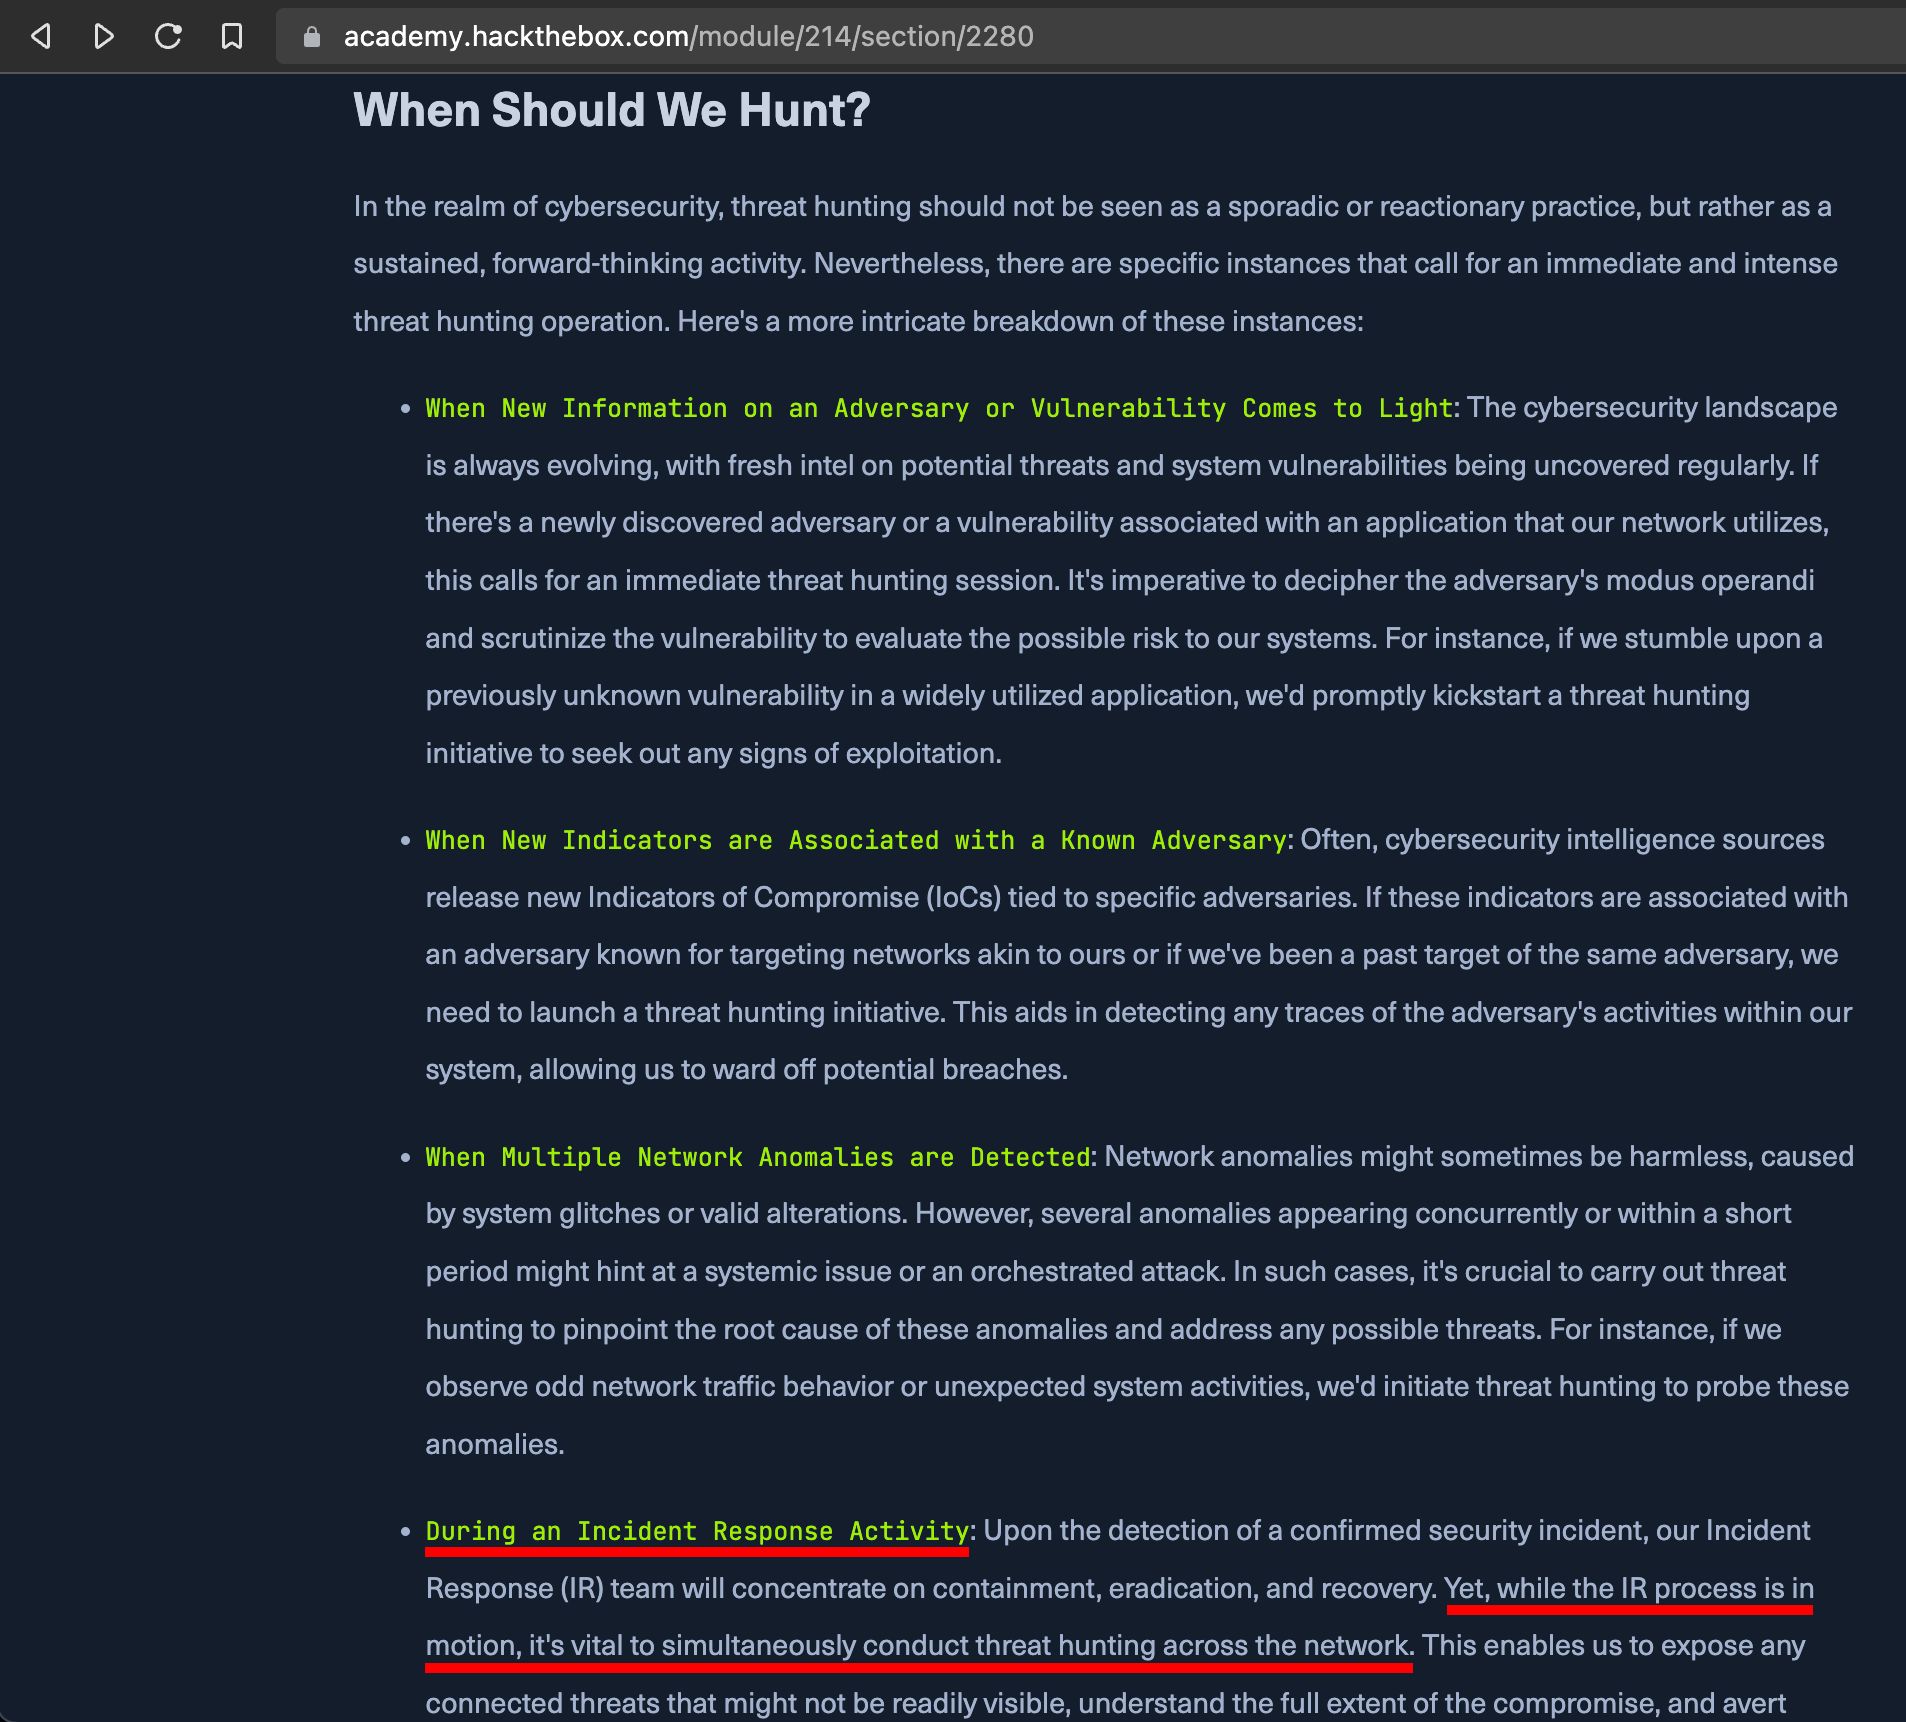 academy.hackthebox.com/module/214/section/2280
When Should We Hunt?
In the realm of cybersecurity, threat hunting should not be seen as a sporadic or reactionary practice, but rather as a
sustained, forward-thinking activity. Nevertheless, there are specific instances that call for an immediate and intense
threat hunting operation. Here's a more intricate breakdown of these instances:
• When New Information on an Adversary or Vulnerability Comes to Light: The cybersecurity landscape
is always evolving, with fresh intel on potential threats and system vulnerabilities being uncovered regularly. If
there's a newly discovered adversary or a vulnerability associated with an application that our network utilizes,
this calls for an immediate threat hunting session. It's imperative to decipher the adversary's modus operandi
and scrutinize the vulnerability to evaluate the possible risk to our systems. For instance, if we stumble upon a
previously unknown vulnerability in a widely utilized application, we'd promptly kickstart a threat hunting
initiative to seek out any signs of exploitation.
• When New Indicators are Associated with a Known Adversary: Often, cybersecurity intelligence sources
release new Indicators of Compromise (IoCs) tied to specific adversaries. If these indicators are associated with
an adversary known for targeting networks akin to ours or if we've been a past target of the same adversary, we
need to launch a threat hunting initiative. This aids in detecting any traces of the adversary's activities within our
system, allowing us to ward off potential breaches.
• When Multiple Network Anomalies are Detected: Network anomalies might sometimes be harmless, caused
by system glitches or valid alterations. However, several anomalies appearing concurrently or within a short
period might hint at a systemic issue or an orchestrated attack. In such cases, it's crucial to carry out threat
hunting to pinpoint the root cause of these anomalies and address any possible threats. For instance, if we
observe odd network traffic behavior or unexpected system activities, we'd initiate threat hunting to probe these
anomalies.
• During an Incident Response Activity: Upon the detection of a confirmed security incident, our Incident
Response (IR) team will concentrate on containment, eradication, and recovery. Yet, while the IR process is in
motion, it's vital to simultaneously conduct threat hunting across the network. This enables us to expose any
connected threats that might not be readily visible, understand the full extent of the compromise, and avert